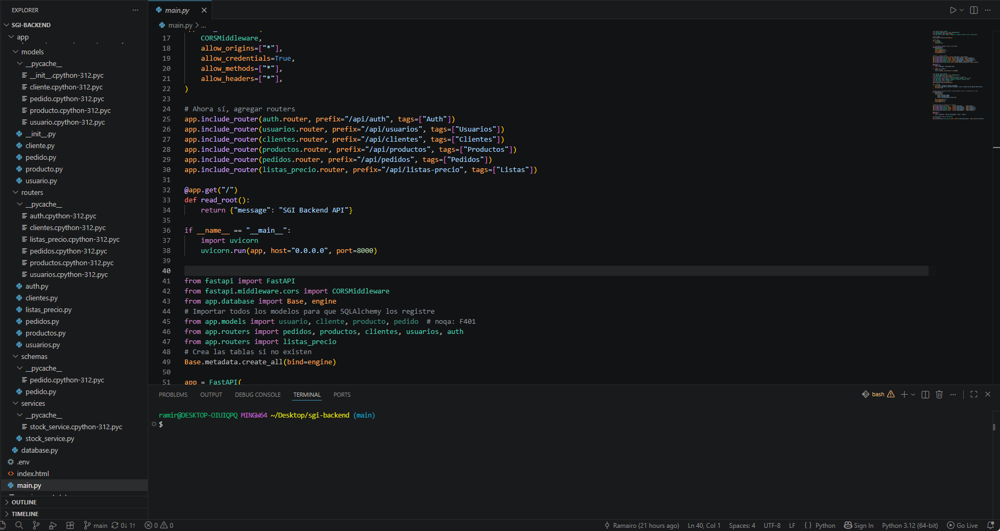 EXPLORER
SGI-BACKEND
app
models
__pycache__
__init__.cpython-312.pyc
cliente.cpython-312.pyc
pedido.cpython-312.pyc
producto.cpython-312.pyc
usuario.cpython-312.pyc
__init__.py
cliente.py
pedido.py
producto.py
usuario.py
routers
__pycache__
auth.cpython-312.pyc
clientes.cpython-312.pyc
listas_precio.cpython-312.pyc
pedidos.cpython-312.pyc
productos.cpython-312.pyc
usuarios.cpython-312.pyc
auth.py
clientes.py
listas_precio.py
pedidos.py
productos.py
usuarios.py
schemas
__pycache__
pedido.cpython-312.pyc
pedido.py
services
__pycache__
stock_service.cpython-312.pyc
stock_service.py
database.py
.env
index.html
main.py
OUTLINE
TIMELINE
main.py
main.py > ...
17 CORSMiddleware,
18 allow_origins=["*"],
19 allow_credentials=True,
20 allow_methods=["*"],
21 allow_headers=["*"],
22 )
23
24 # Ahora sí, agregar routers
25 app.include_router(auth.router, prefix="/api/auth", tags=["Auth"])
26 app.include_router(usuarios.router, prefix="/api/usuarios", tags=["Usuarios"])
27 app.include_router(clientes.router, prefix="/api/clientes", tags=["Clientes"])
28 app.include_router(productos.router, prefix="/api/productos", tags=["Productos"])
29 app.include_router(pedidos.router, prefix="/api/pedidos", tags=["Pedidos"])
30 app.include_router(listas_precio.router, prefix="/api/listas-precio", tags=["Listas"])
31
32 @app.get("/")
33 def read_root():
34 return {"message": "SGI Backend API"}
35
36 if __name__ == "__main__":
37 import uvicorn
38 uvicorn.run(app, host="0.0.0.0", port=8000)
39
40
41 from fastapi import FastAPI
42 from fastapi.middleware.cors import CORSMiddleware
43 from app.database import Base, engine
44 # Importar todos los modelos para que SQLAlchemy los registre
45 from app.models import usuario, cliente, producto, pedido # noqa: F401
46 from app.routers import pedidos, productos, clientes, usuarios, auth
47 from app.routers import listas_precio
48 # Crea las tablas si no existen
49 Base.metadata.create_all(bind=engine)
50
51 app = FastAPI(
PROBLEMS OUTPUT DEBUG CONSOLE TERMINAL PORTS
bash
ramir@DESKTOP-OIUIQPQ MINGW64 ~/Desktop/sgi-backend (main)
$
main 0↓ 1↑ 0 0
Ramairo (21 hours ago) Ln 40, Col 1 Spaces: 4 UTF-8 LF { } Python Sign In Python 3.12 (64-bit) Go Live